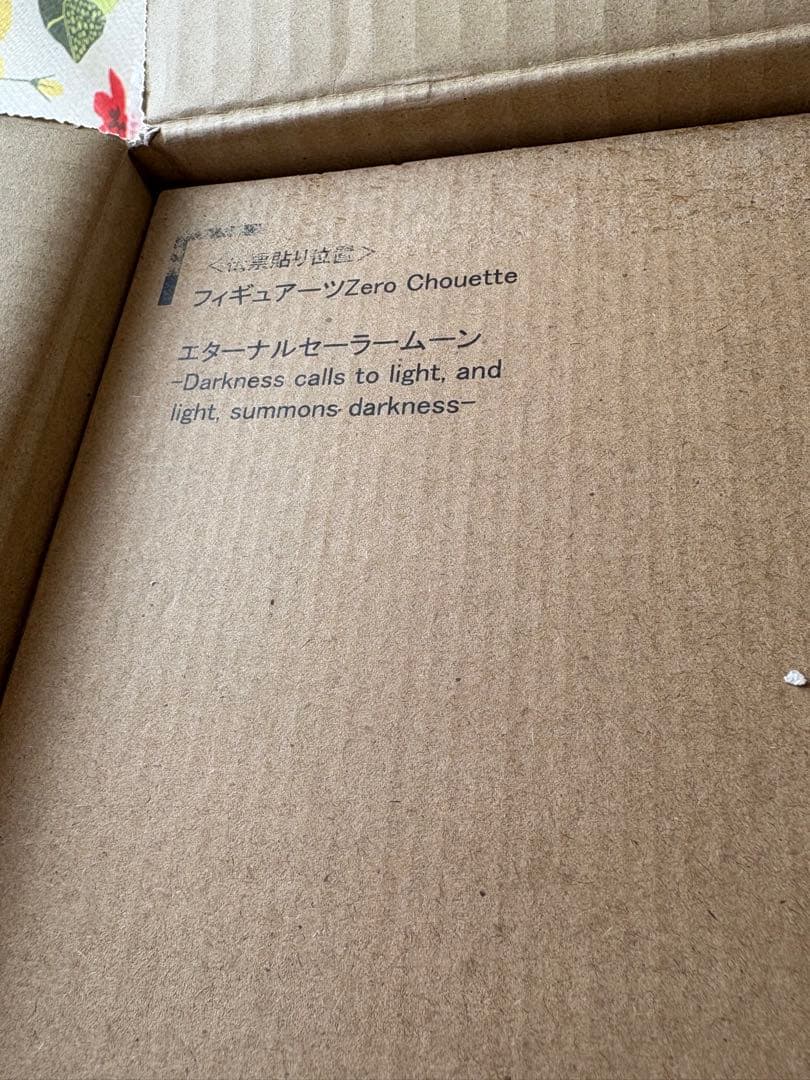 <伝票貼り位置>
フィギュアーツZero Chouette
エターナルセーラームーン
-Darkness calls to light, and
light, summons darkness-